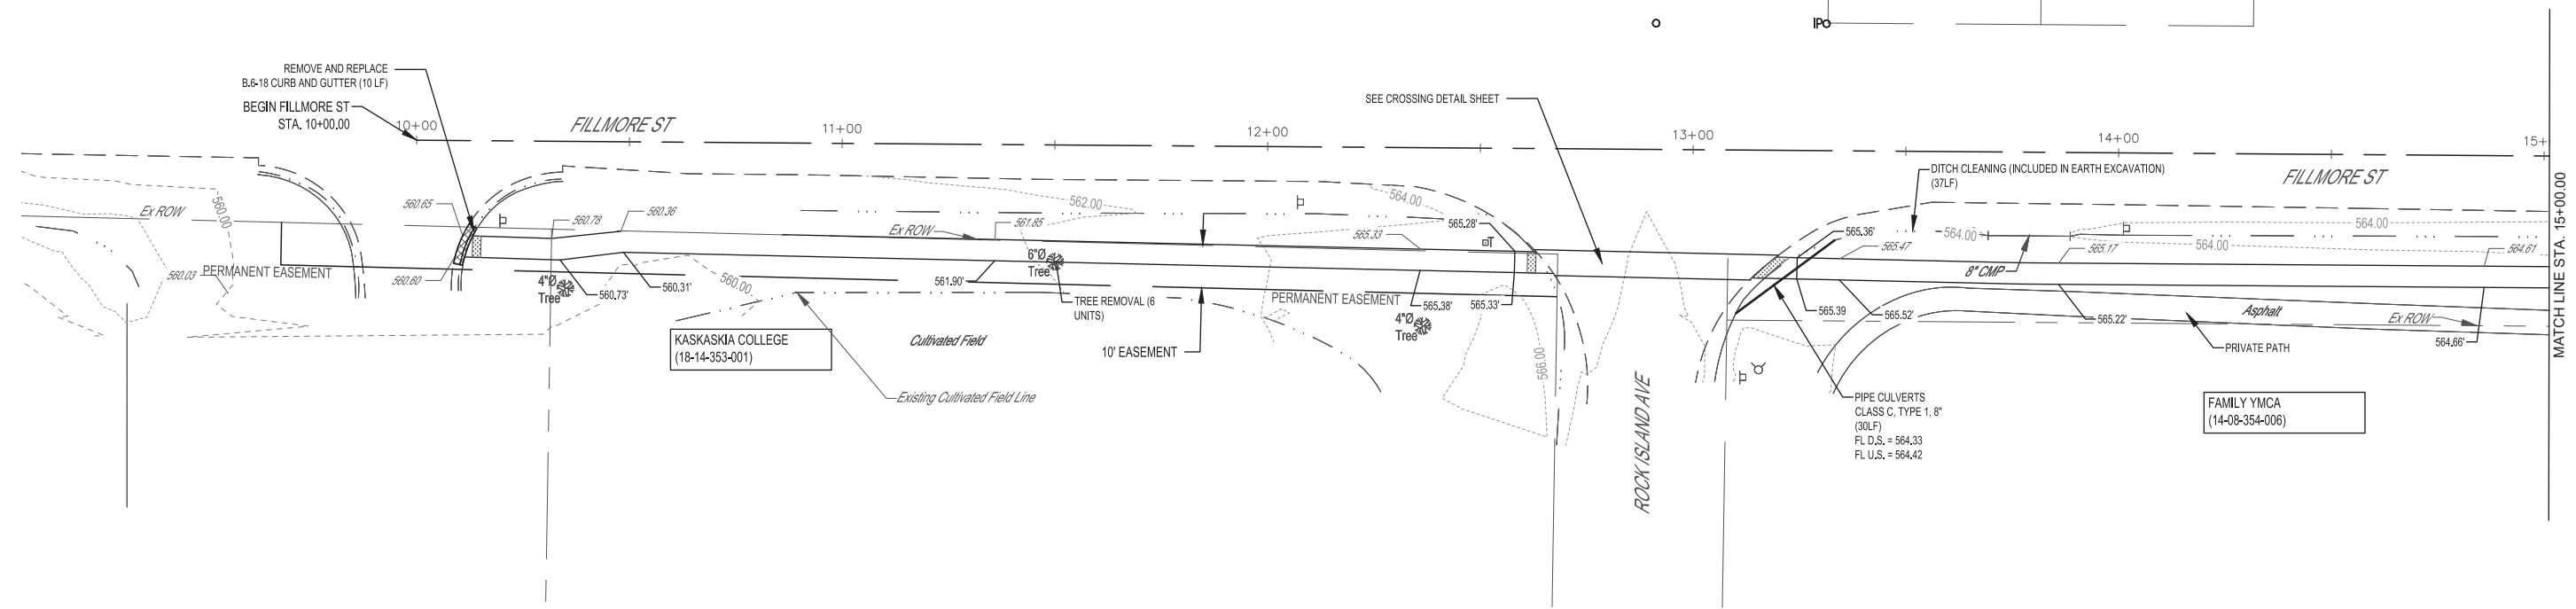 IP
REMOVE AND REPLACE
B.6-18 CURB AND GUTTER (10 LF)
BEGIN FILLMORE ST
STA. 10+00.00
10+00
FILLMORE ST
11+00
12+00
SEE CROSSING DETAIL SHEET
13+00
14+00
15+
DITCH CLEANING (INCLUDED IN EARTH EXCAVATION)
(37LF)
FILLMORE ST
MATCH LINE STA. 15+00.00
Ex ROW
560.00
560.65
560.78
560.36
562.00
564.00
Ex ROW
561.85
565.33
565.28'
T
565.36'
565.47
564.00
565.17
564.00
564.00
564.61
560.03
PERMANENT EASEMENT
560.60
4"Ø
Tree
560.73'
560.31'
560.00
561.90'
6"Ø
Tree
TREE REMOVAL (6
UNITS)
PERMANENT EASEMENT
4"Ø
Tree
565.38'
565.33'
8" CMP
565.39
565.52'
565.22'
Asphalt
Ex ROW
564.66'
PRIVATE PATH
KASKASKIA COLLEGE
(18-14-353-001)
Cultivated Field
10' EASEMENT
Existing Cultivated Field Line
566.00
ROCK ISLAND AVE
PIPE CULVERTS
CLASS C, TYPE 1, 8"
(30LF)
FL D.S. = 564.33
FL U.S. = 564.42
FAMILY YMCA
(14-08-354-006)